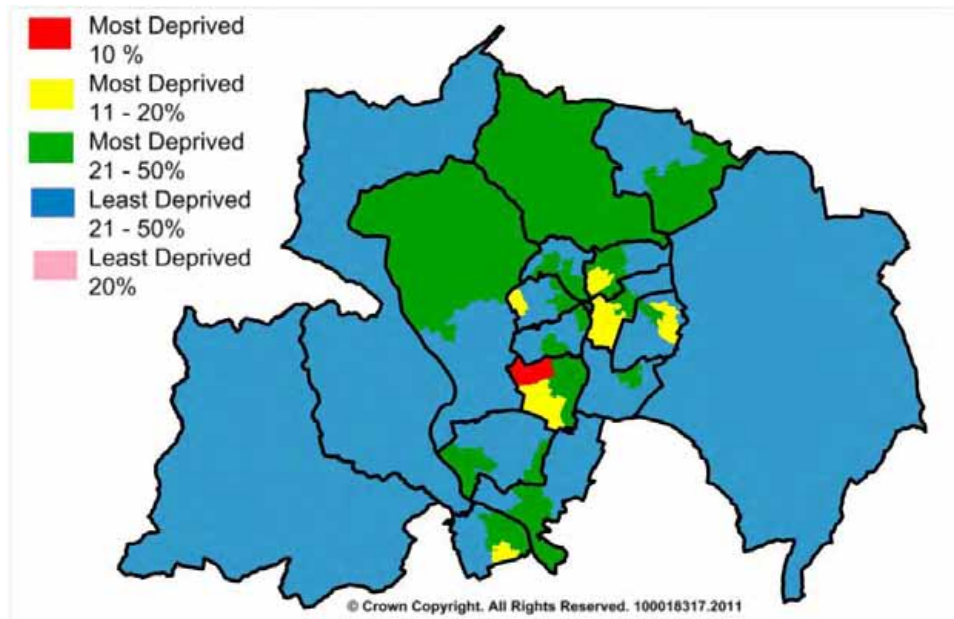 Most Deprived
10 %
Most Deprived
11 - 20%
Most Deprived
21 - 50%
Least Deprived
21 - 50%
Least Deprived
20%
© Crown Copyright. All Rights Reserved. 100018317.2011